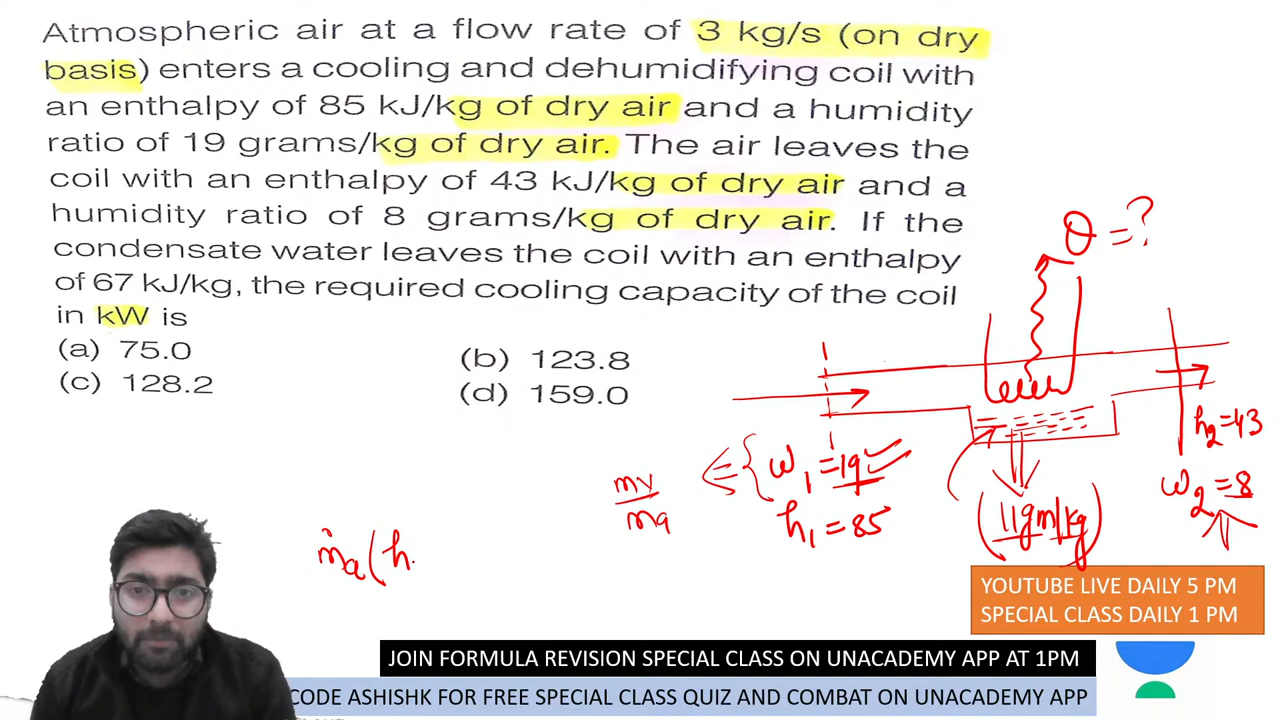 Atmospheric air at a flow rate of 3 kg/s (on dry
basis) enters a cooling and dehumidifying coil with
an enthalpy of 85 kJ/kg of dry air and a humidity
ratio of 19 grams/kg of dry air. The air leaves the
coil with an enthalpy of 43 kJ/kg of dry air and a
humidity ratio of 8 grams/kg of dry air. If the
condensate water leaves the coil with an enthalpy
of 67 kJ/kg, the required cooling capacity of the coil
in kW is
(a) 75.0
(b) 123.8
(c) 128.2
(d) 159.0
Q = ?
h₂=43
ω₁ = 19
mv
ma
h₁ = 85
(11gm/kg)
ω₂ = 8
ṁa(h
YOUTUBE LIVE DAILY 5 PM
SPECIAL CLASS DAILY 1 PM
JOIN FORMULA REVISION SPECIAL CLASS ON UNACADEMY APP AT 1PM
CODE ASHISHK FOR FREE SPECIAL CLASS QUIZ AND COMBAT ON UNACADEMY APP